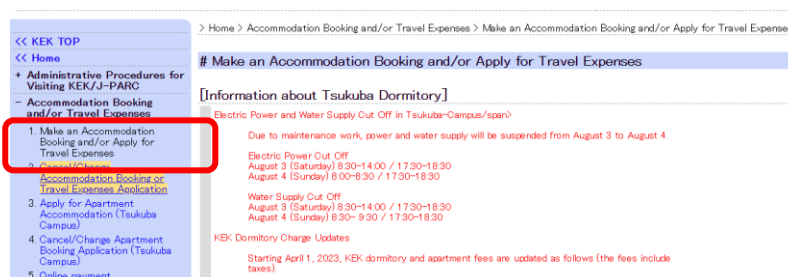 > Home > Accommodation Booking and/or Travel Expenses > Make an Accommodation Booking and/or Apply for Travel Expense
<< KEK TOP
<< Home
+ Administrative Procedures for
Visiting KEK/J-PARC
- Accommodation Booking
and/or Travel Expenses
1. Make an Accommodation
Booking and/or Apply for
Travel Expenses
2. Cancel/Change
Accommodation Booking or
Travel Expenses Application
3. Apply for Apartment
Accommodation (Tsukuba
Campus)
4. Cancel/Change Apartment
Booking Application (Tsukuba
Campus)
5. Online payment
# Make an Accommodation Booking and/or Apply for Travel Expenses
[Information about Tsukuba Dormitory]
Electric Power and Water Supply Cut Off in Tsukuba-Campus/span>
Due to maintenance work, power and water supply will be suspended from August 3 to August 4.
Electric Power Cut Off
August 3 (Saturday) 8:30-14:00 / 17:30-18:30
August 4 (Sunday) 8:00-8:30 / 17:30-18:30
Water Supply Cut Off
August 3 (Saturday) 8:30-14:00 / 17:30-18:30
August 4 (Sunday) 8:30- 9:30 / 17:30-18:30
KEK Dormitory Charge Updates
Starting April 1, 2023, KEK dormitory and apartment fees are updated as follows (the fees include
taxes).